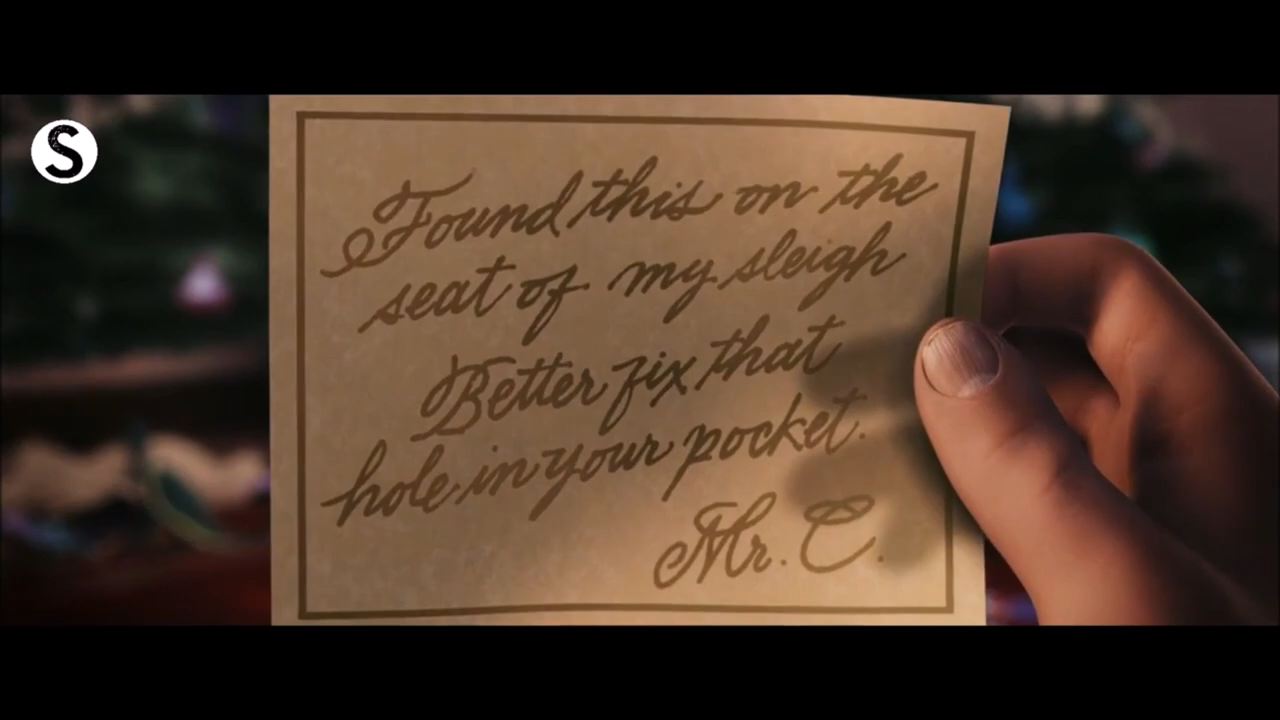 S
Found this on the
seat of my sleigh
Better fix that
hole in your pocket.
Mr. C.